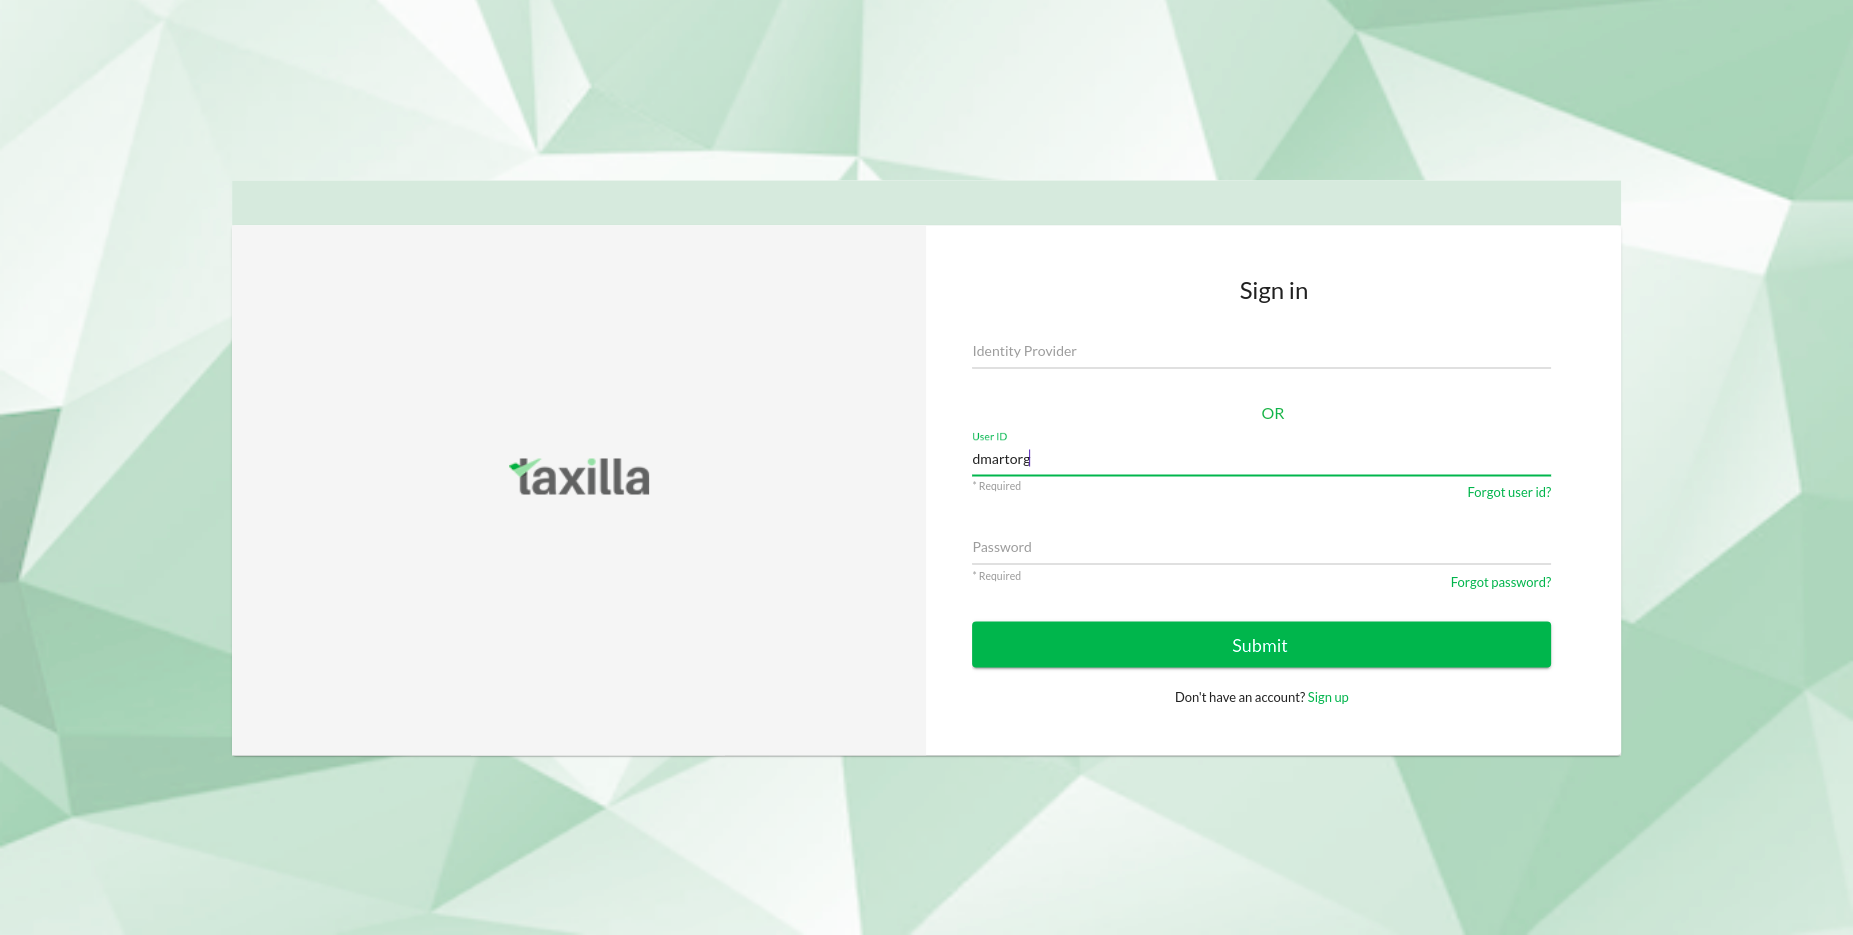 taxilla
Sign in
Identity Provider
OR
User ID
dmartorg
* Required
Forgot user id?
Password
* Required
Forgot password?
Submit
Don't have an account? Sign up